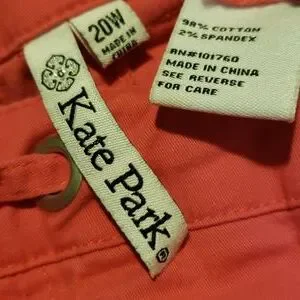 20W
MADE IN
CHINA
Kate Park®
98% COTTON
2% SPANDEX
RN#101760
MADE IN CHINA
SEE REVERSE
FOR CARE